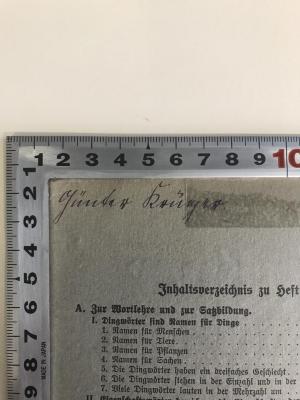 1 2 3 4 5 6 7 8 9 10
2 3 4 5 6 7 8 9
MADE IN JAPAN
Günter Krüger
Inhaltsverzeichnis zu Heft
A. Zur Wortlehre und zur Satzbildung.
I. Dingwörter sind Namen für Dinge
1. Namen für Menschen
2. Namen für Tiere
3. Namen für Pflanzen
4. Namen für Sachen
5. Die Dingwörter haben ein dreifaches Geschlecht
6. Die Dingwörter stehen in der Einzahl und in der
7. Viele Dingwörter lauten in der Mehrzahl um